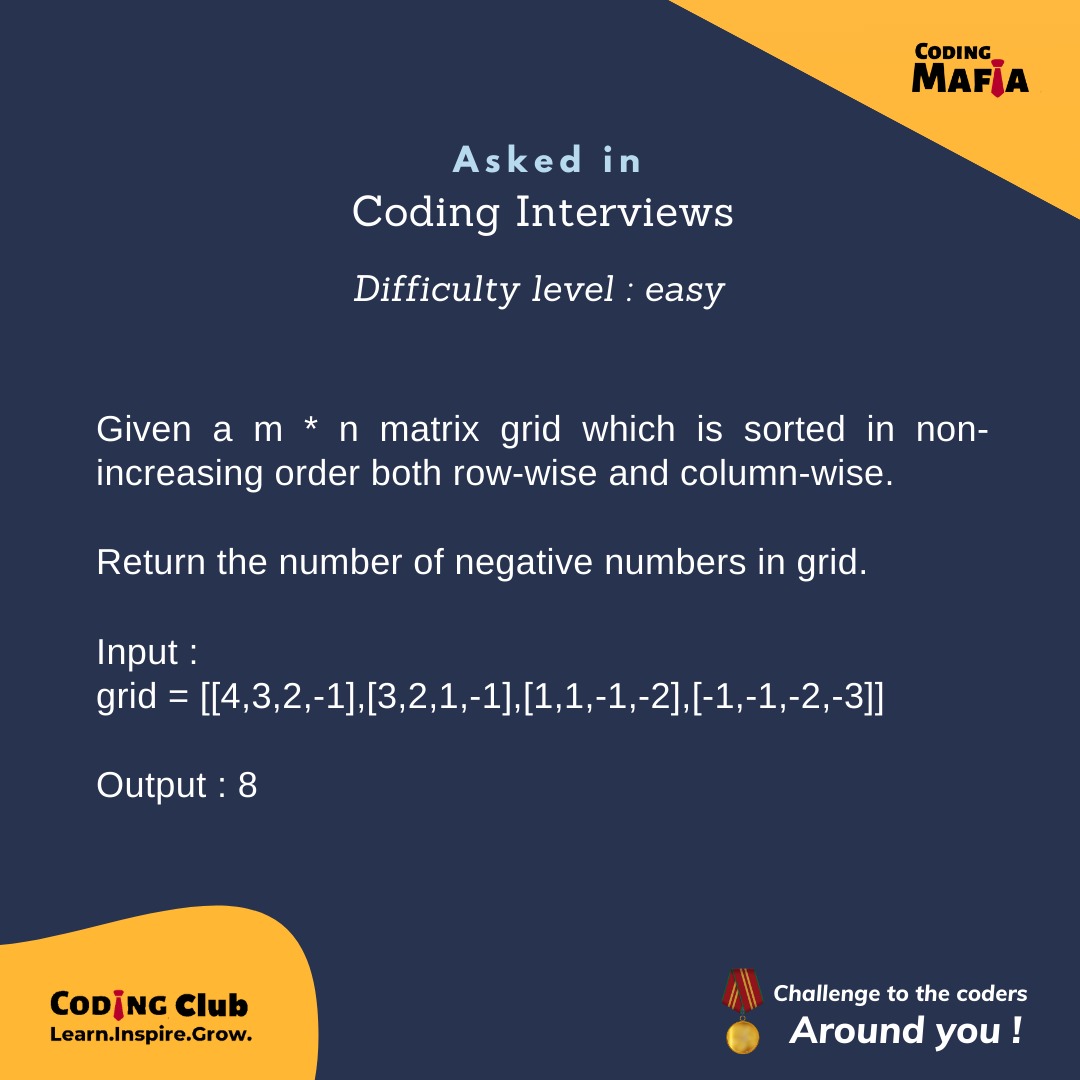 CODING
MAFIA
Asked in
Coding Interviews
Difficulty level : easy
Given a m * n matrix grid which is sorted in non-
increasing order both row-wise and column-wise.
Return the number of negative numbers in grid.
Input :
grid = [[4,3,2,-1],[3,2,1,-1],[1,1,-1,-2],[-1,-1,-2,-3]]
Output : 8
CODING Club
Learn.Inspire.Grow.
Challenge to the coders
Around you !